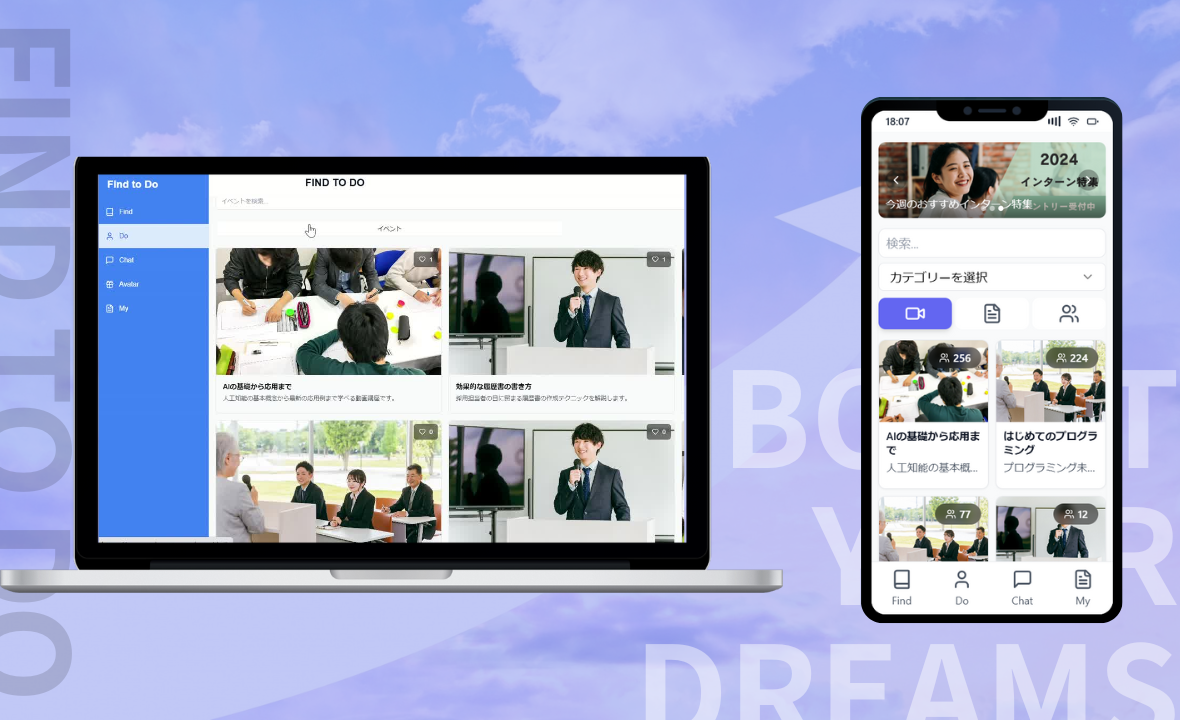 FIND TO DO
Find to Do
Find
Do
Chat
Avatar
My
FIND TO DO
イベントを検索...
イベント
1
AIの基礎から応用まで
人工知能の基本概念から最新の応用例まで学べる動画講座です。
1
効果的な履歴書の書き方
採用担当者の目に留まる履歴書の作成テクニックを解説します。
0
0
18:07
2024
インターン特集
エントリー受付中
今週のおすすめインターン特集
検索...
カテゴリーを選択
256
AIの基礎から応用ま
で
人工知能の基本概...
224
はじめてのプログラ
ミング
プログラミング未...
77
12
Find
Do
Chat
My
DREAMS